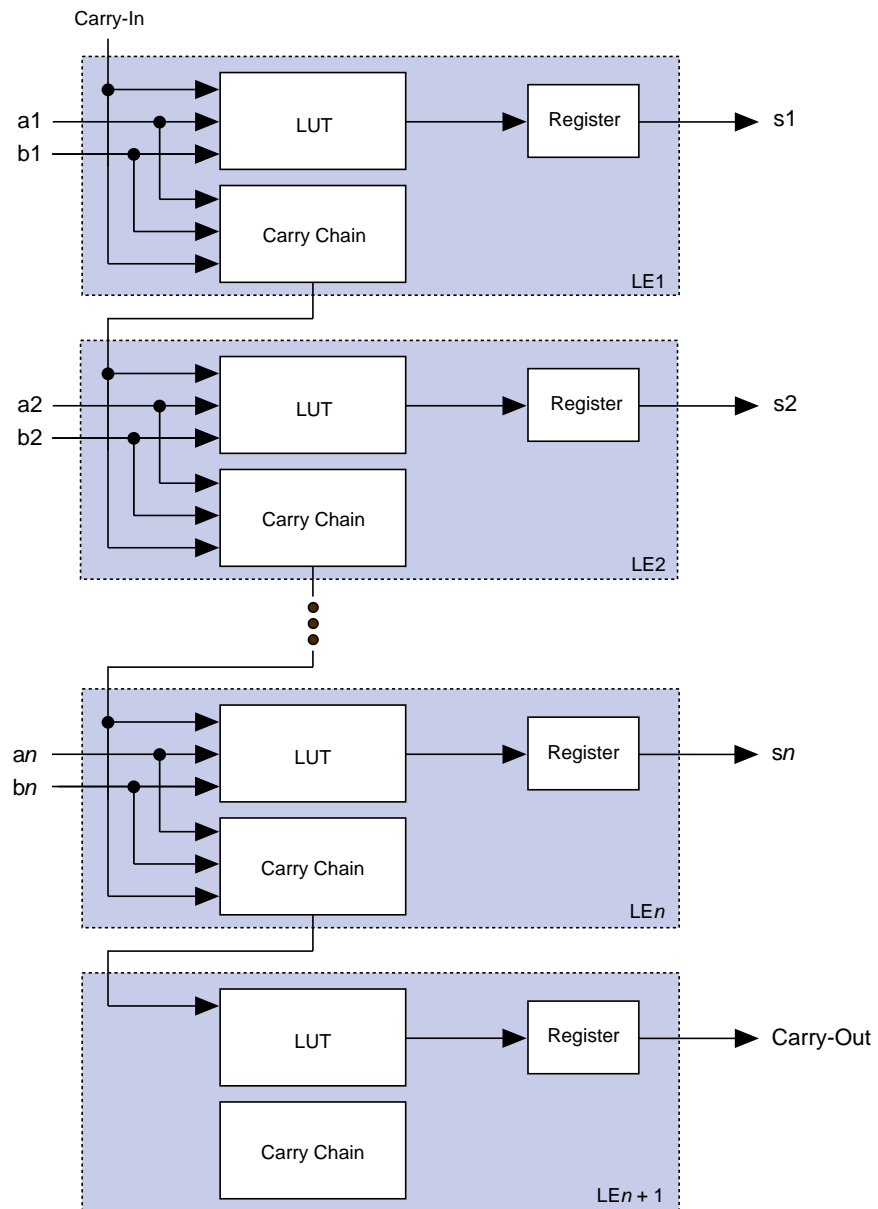 Carry-In
a1
b1
LUT
Register
s1
Carry Chain
LE1
a2
b2
LUT
Register
s2
Carry Chain
LE2
an
bn
LUT
Register
sn
Carry Chain
LEn
LUT
Register
Carry-Out
Carry Chain
LEn + 1